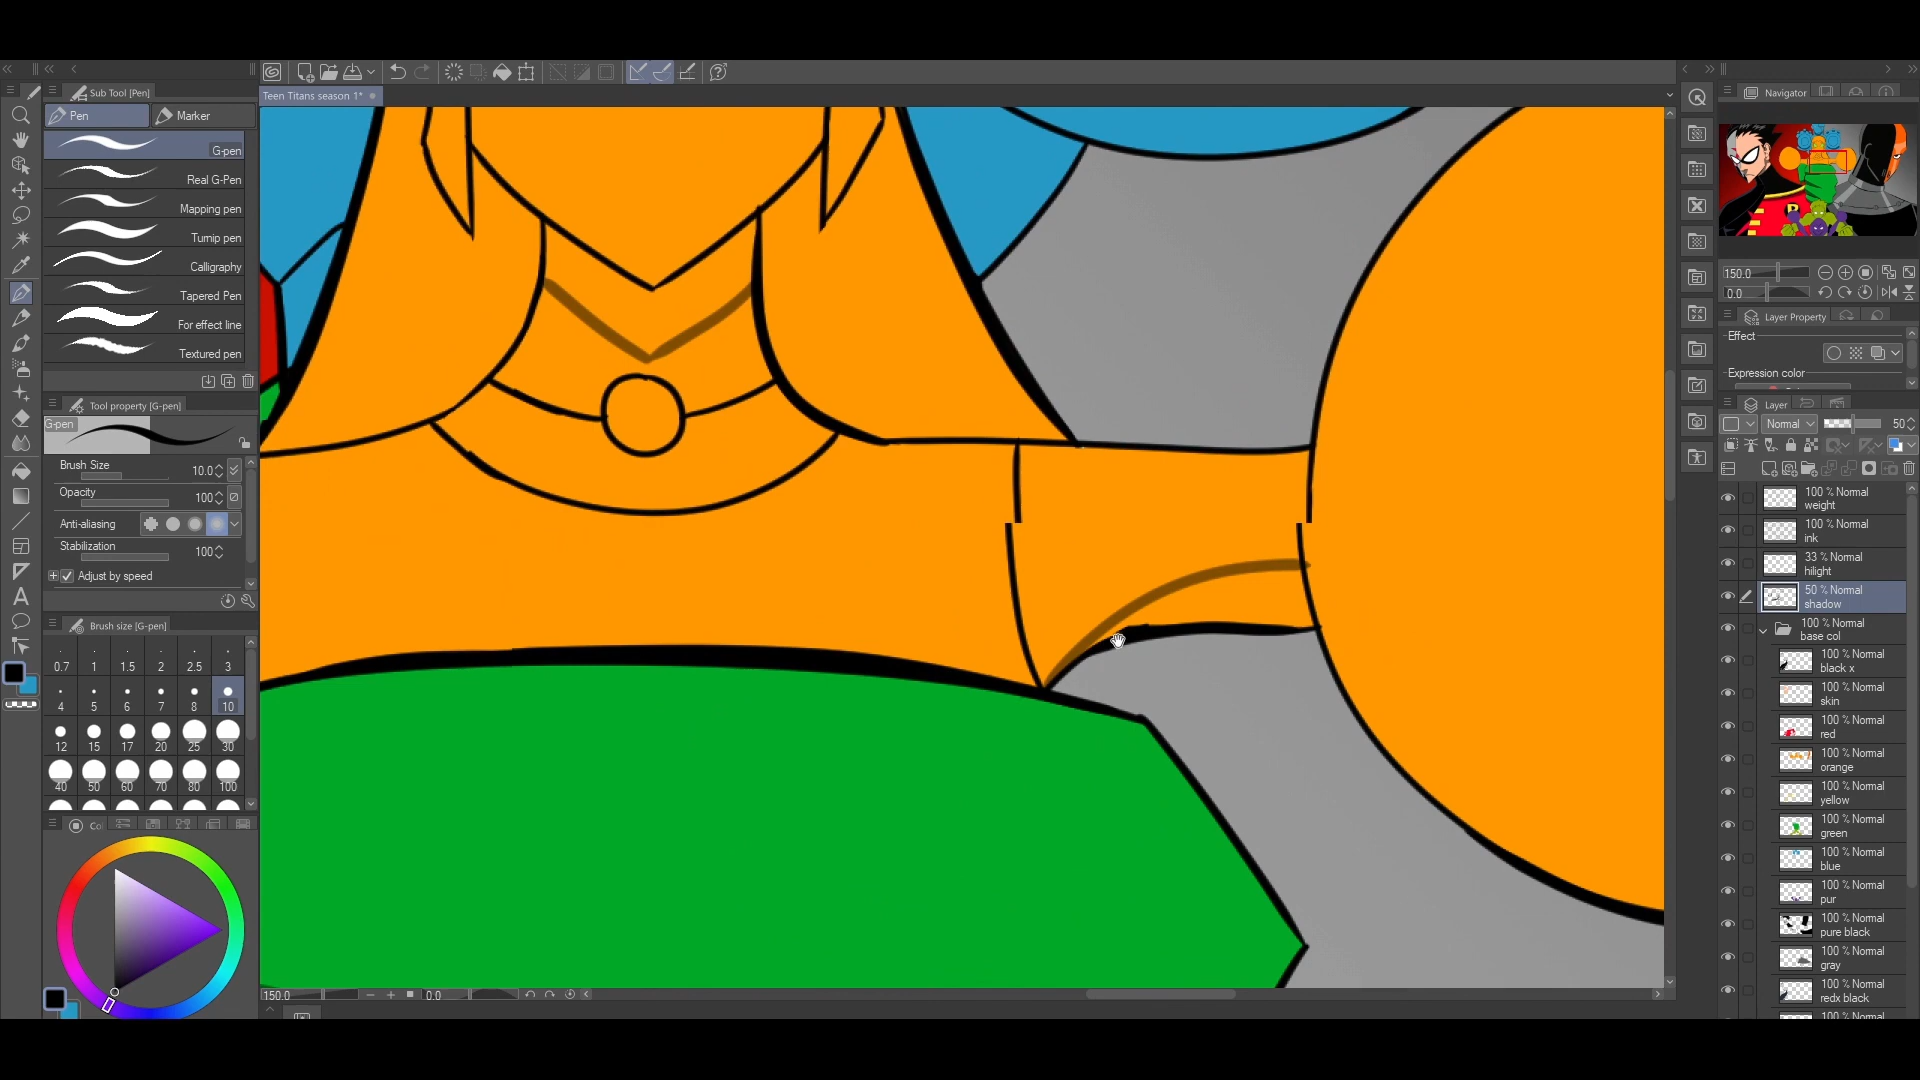 Sub Tool [Pen]
Pen
Marker
G-pen
Real G-Pen
Mapping pen
Turnip pen
Calligraphy
Tapered Pen
For effect line
Textured pen
Tool property [G-pen]
G-pen
Brush Size
10.0
Opacity
100
Anti-aliasing
Stabilization
100
Adjust by speed
Brush size [G-pen]
0.7 1 1.5 2 2.5 3
4 5 6 7 8 10
12 15 17 20 25 30
40 50 60 70 80 100
Co
Teen Titans season 1*
150.0
0.0
Navigator
150.0
0.0
Layer Property
Effect
Expression color
Layer
Normal
50
100 % Normal
weight
100 % Normal
ink
33 % Normal
hilight
50 % Normal
shadow
100 % Normal
base col
100 % Normal
black x
100 % Normal
skin
100 % Normal
red
100 % Normal
orange
100 % Normal
yellow
100 % Normal
green
100 % Normal
blue
100 % Normal
pur
100 % Normal
pure black
100 % Normal
gray
100 % Normal
redx black
100 % Normal